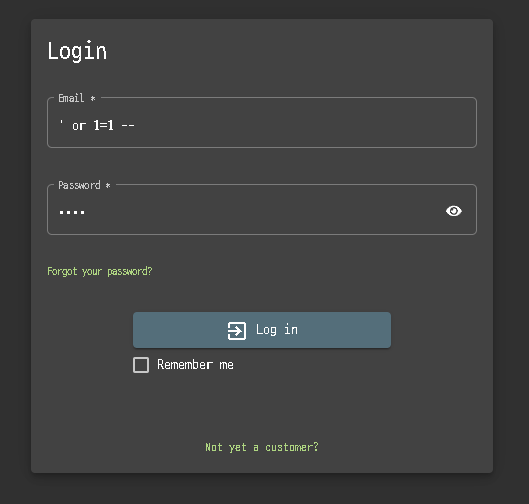 Login
Email *
' or 1=1 --
Password *
••••
Forgot your password?
Log in
Remember me
Not yet a customer?